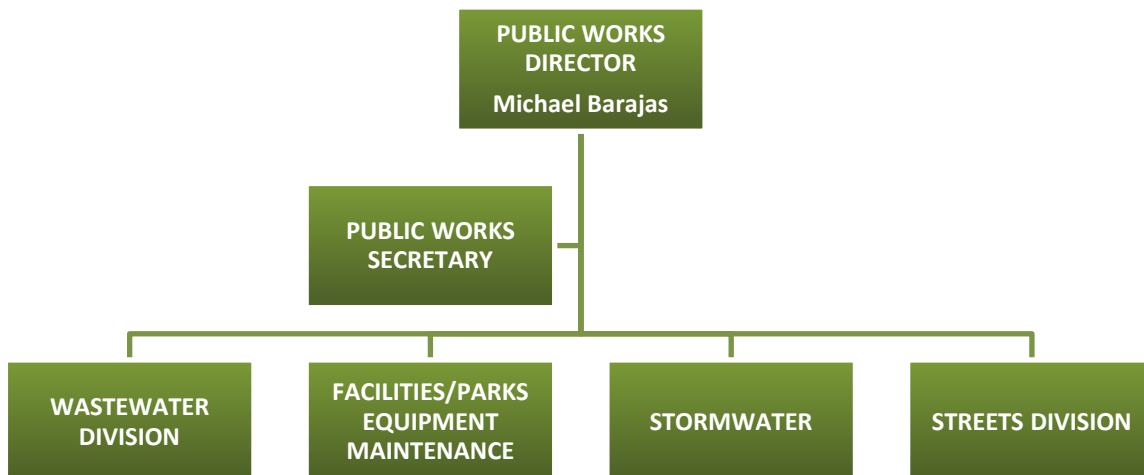 PUBLIC WORKS
DIRECTOR
Michael Barajas
PUBLIC WORKS
SECRETARY
WASTEWATER
DIVISION
FACILITIES/PARKS
EQUIPMENT
MAINTENANCE
STORMWATER
STREETS DIVISION